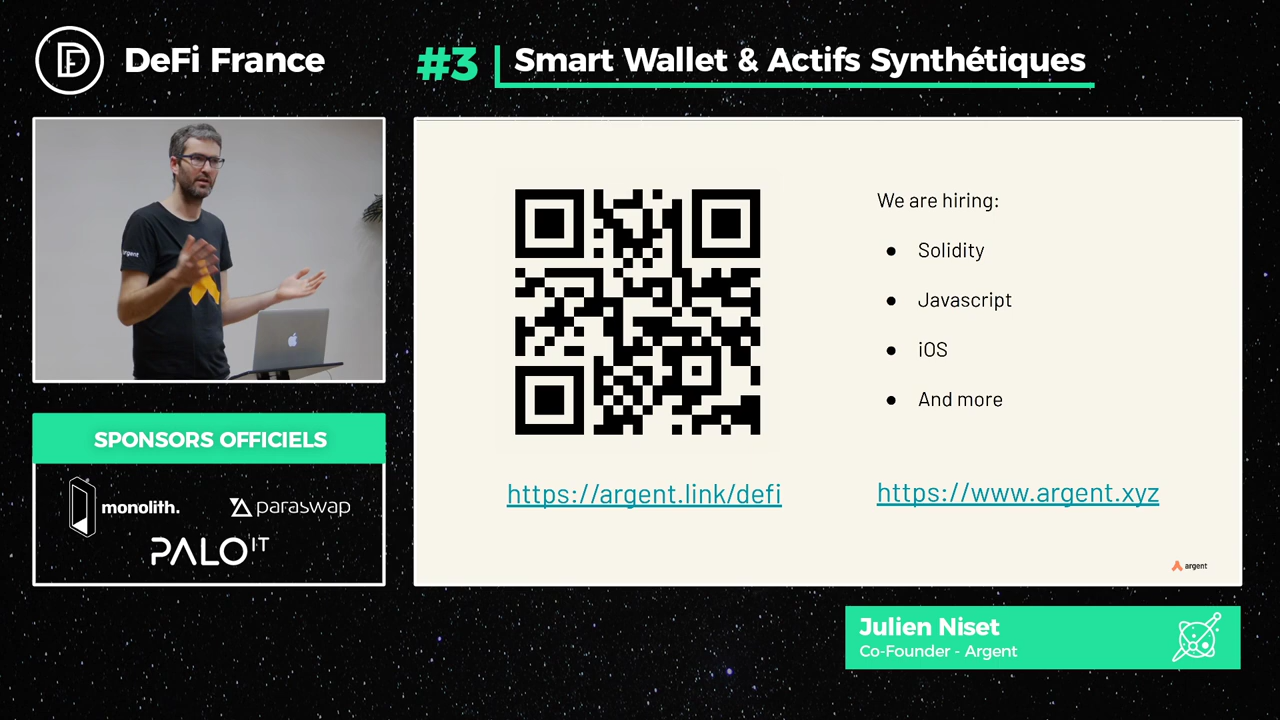 DeFi France
#3
Smart Wallet & Actifs Synthétiques
argent
We are hiring:
● Solidity
● Javascript
● iOS
● And more
https://argent.link/defi
https://www.argent.xyz
argent
SPONSORS OFFICIELS
monolith.
paraswap
PALO IT
Julien Niset
Co-Founder - Argent